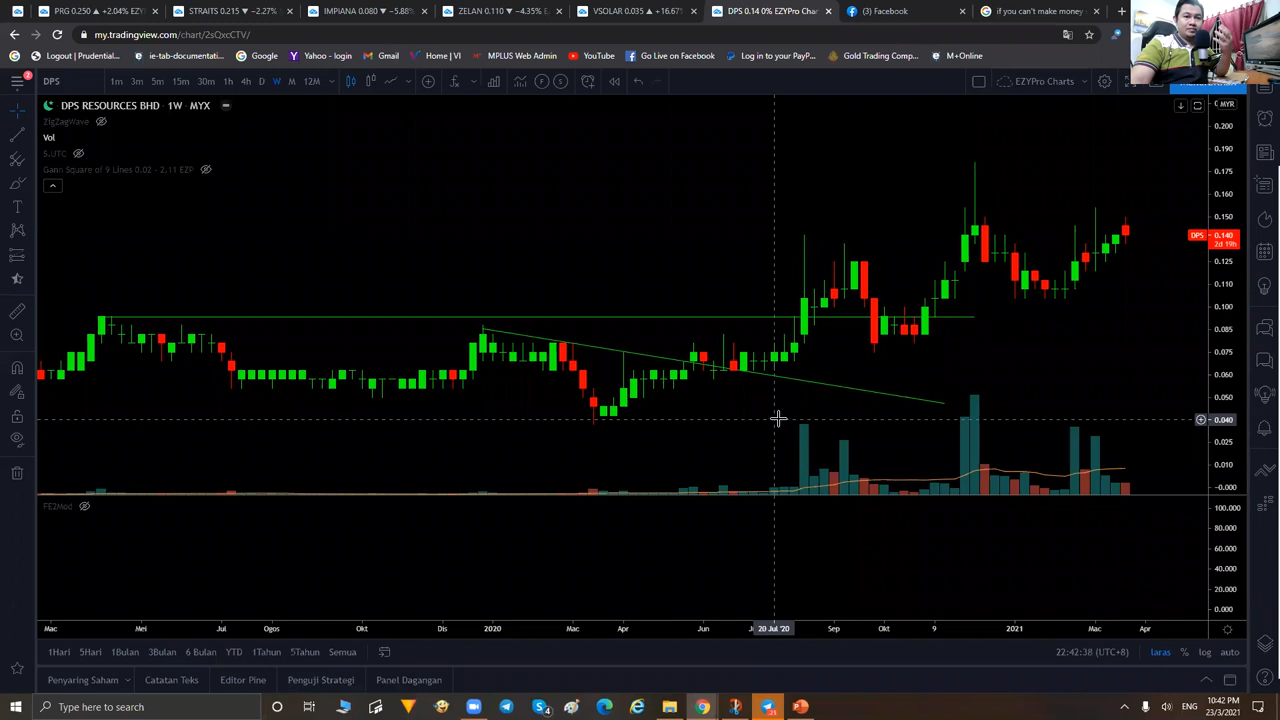 PRG 0.250 ▲ +2.04% EZYPro
STRAITS 0.215 ▼ −2.27%
IMPIANA 0.080 ▼ −5.88%
ZELAN 0.110 ▼ −4.35% EZYP
VSOLAR 0.035 ▲ +16.67%
DPS 0.14 0% EZYPro Char
Facebook
if you can't make money
my.tradingview.com/chart/2sQxcCTV/
Logout | Prudential...
ie-tab-documentati...
Google
Yahoo - login
Gmail
Home | VI
MPLUS Web Admin
YouTube
Go Live on Facebook
Log in to your PayP...
Gold Trading Comp...
M+Online
2
DPS
1m 3m 5m 15m 30m 1h 4h D W M 12M
EZYPro Charts
DPS RESOURCES BHD · 1W · MYX
MYR
ZigZagWave
Vol
S.UTC
Gann Square of 9 Lines 0.02 - 2.11 EZP
0.200
0.190
0.175
0.160
0.150
DPS 0.140
2d 19h
0.125
0.110
0.100
0.085
0.075
0.060
0.050
0.040
0.025
0.010
−0.000
FE2Mod
100.000
80.000
60.000
40.000
20.000
0.000
Mac Mei Jul Ogos Okt Dis 2020 Mac Apr Jun 20 Jul '20 Sep Okt 9 2021 Mac Apr
1Hari 5Hari 1Bulan 3Bulan 6 Bulan YTD 1Tahun 5Tahun Semua
22:42:38 (UTC+8) laras % log auto
Penyaring Saham Catatan Teks Editor Pine Penguji Strategi Panel Dagangan
Type here to search
ENG
10:42 PM
23/3/2021